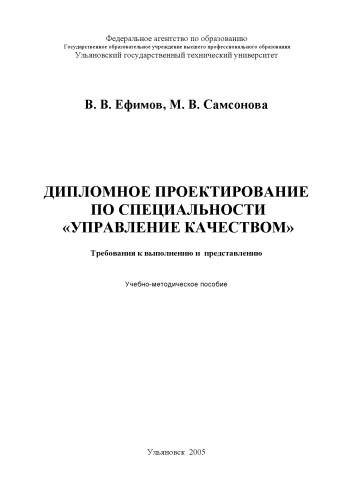 Федеральное агентство по образованию
Государственное образовательное учреждение высшего профессионального образования
Ульяновский государственный технический университет
В. В. Ефимов, М. В. Самсонова
ДИПЛОМНОЕ ПРОЕКТИРОВАНИЕ
ПО СПЕЦИАЛЬНОСТИ
«УПРАВЛЕНИЕ КАЧЕСТВОМ»
Требования к выполнению и представлению
Учебно-методическое пособие
Ульяновск 2005